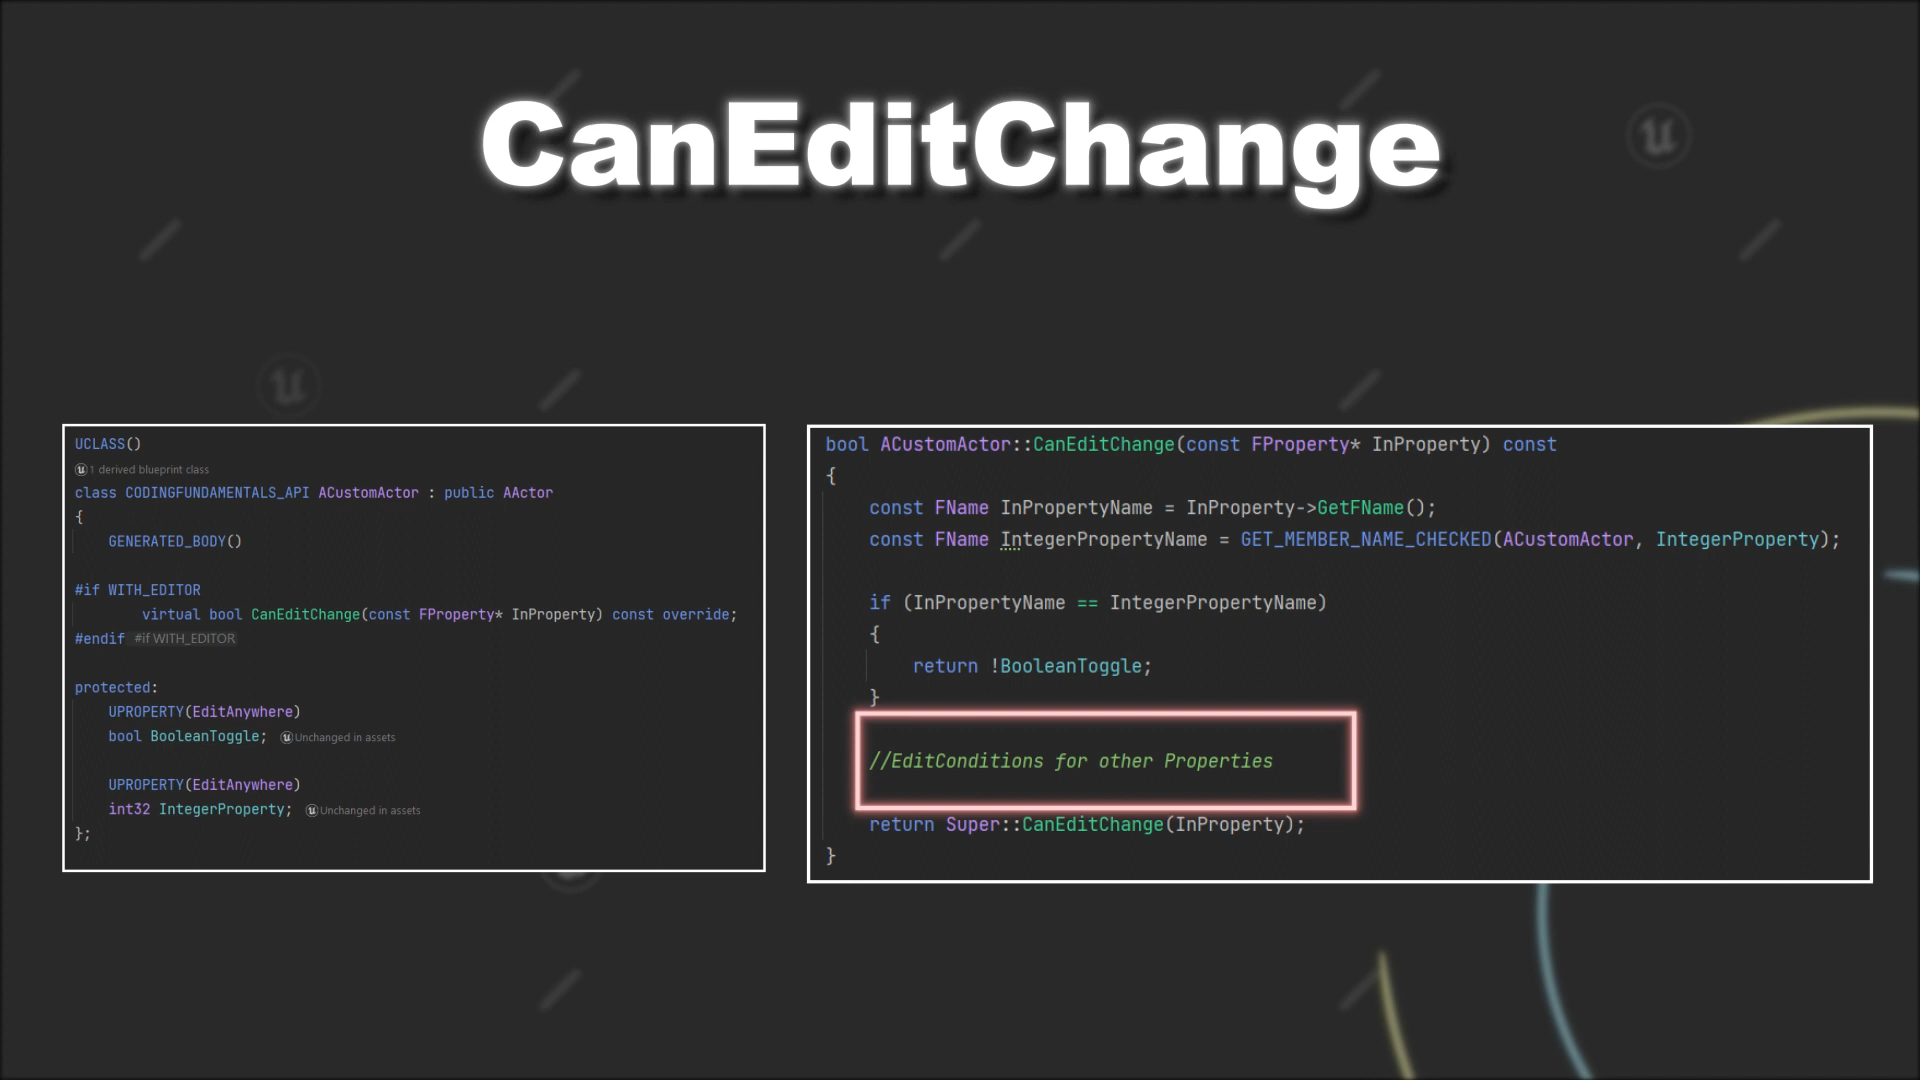 CanEditChange
UCLASS()
1 derived blueprint class
class CODINGFUNDAMENTALS_API ACustomActor : public AActor
{
GENERATED_BODY()
#if WITH_EDITOR
virtual bool CanEditChange(const FProperty* InProperty) const override;
#endif #if WITH_EDITOR
protected:
UPROPERTY(EditAnywhere)
bool BooleanToggle; Unchanged in assets
UPROPERTY(EditAnywhere)
int32 IntegerProperty; Unchanged in assets
};
bool ACustomActor::CanEditChange(const FProperty* InProperty) const
{
const FName InPropertyName = InProperty->GetFName();
const FName IntegerPropertyName = GET_MEMBER_NAME_CHECKED(ACustomActor, IntegerProperty);
if (InPropertyName == IntegerPropertyName)
{
return !BooleanToggle;
}
//EditConditions for other Properties
return Super::CanEditChange(InProperty);
}